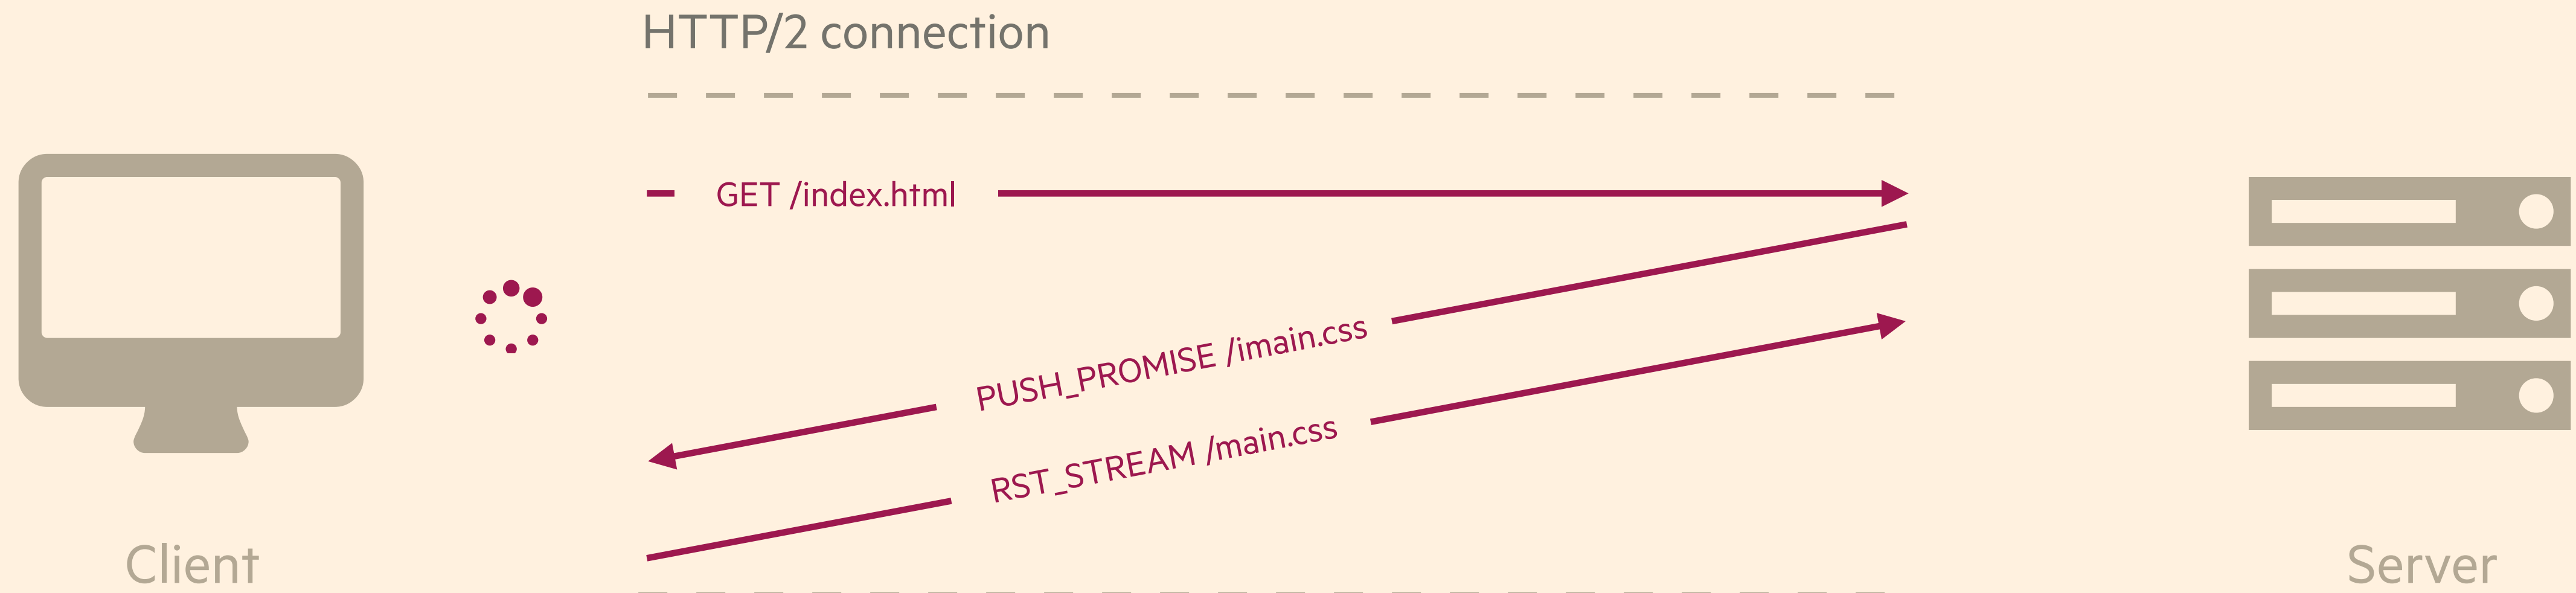 HTTP/2 connection
GET /index.html
PUSH_PROMISE /imain.css
RST_STREAM /main.css
Client
Server